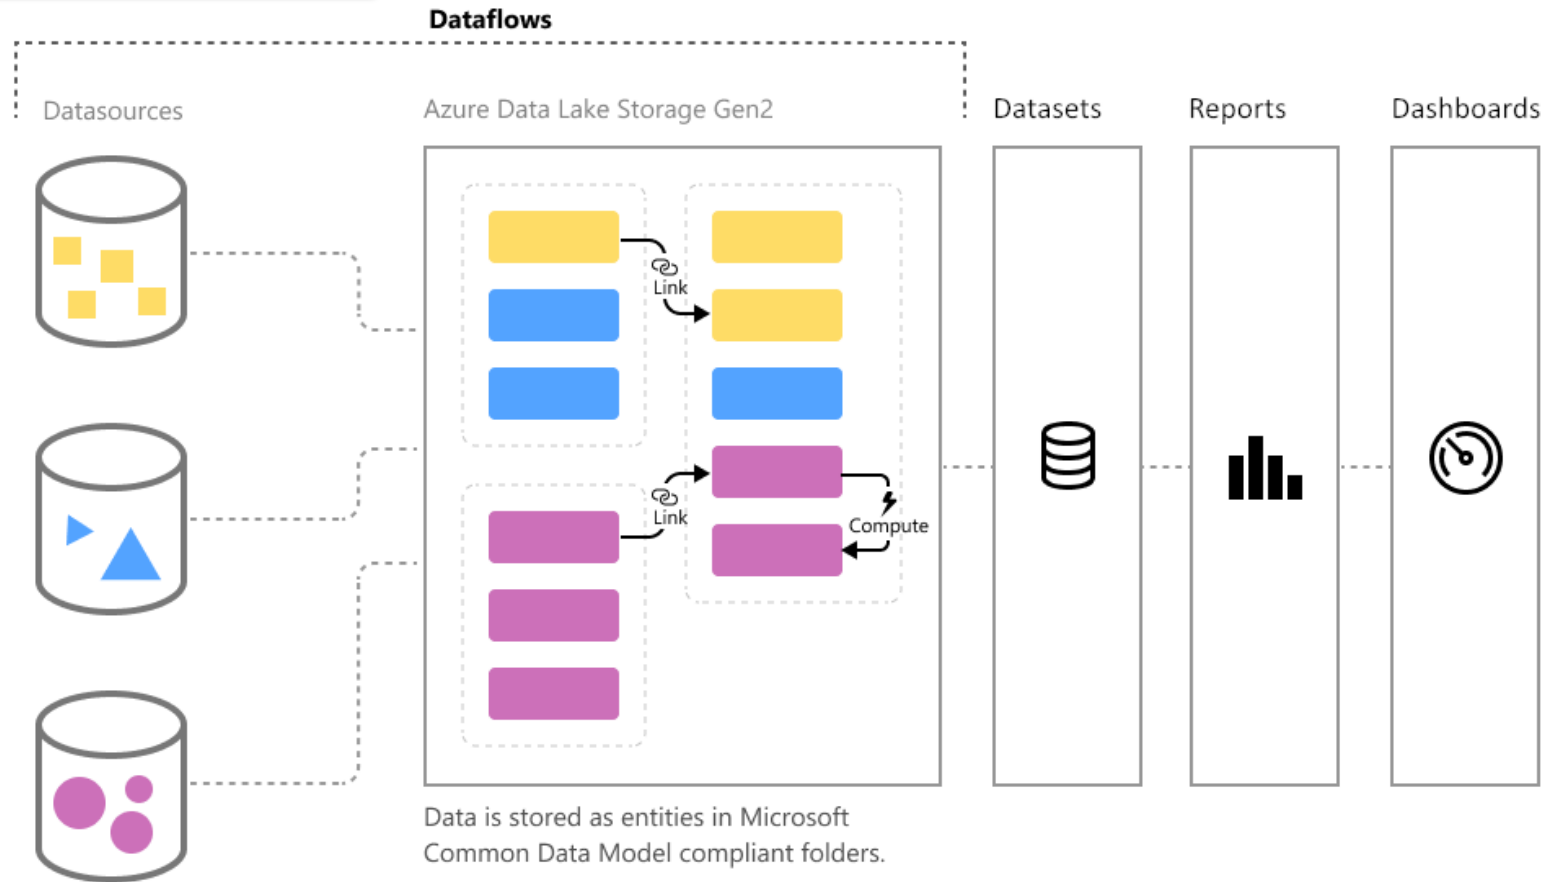 Dataflows
Datasources
Azure Data Lake Storage Gen2
Datasets
Reports
Dashboards
Link
Link
Compute
Data is stored as entities in Microsoft
Common Data Model compliant folders.